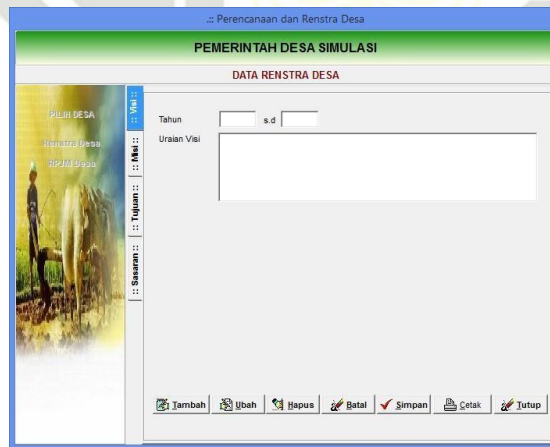 .:: Perencanaan dan Renstra Desa
PEMERINTAH DESA SIMULASI
DATA RENSTRA DESA
PILIH DESA
Renstra Desa
RPJM Desa
:: Visi ::
:: Misi ::
:: Tujuan ::
:: Sasaran ::
Tahun s.d
Uraian Visi
Tambah Ubah Hapus Batal Simpan Cetak Tutup